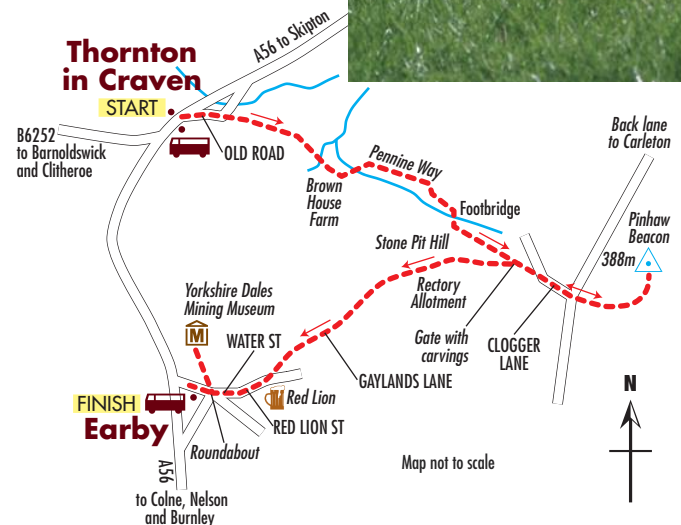 A56 to Skipton
Thornton
in Craven
START
B6252
to Barnoldswick
and Clitheroe
OLD ROAD
Back lane
to Carleton
Pennine Way
Brown
House
Farm
Footbridge
Pinhaw
Beacon
388m
Stone Pit Hill
Rectory
Allotment
Yorkshire Dales
Mining Museum
M
WATER ST
Gate with
carvings
CLOGGER
LANE
GAYLANDS LANE
N
FINISH
Red Lion
Earby
RED LION ST
Roundabout
A56
Map not to scale
to Colne, Nelson
and Burnley